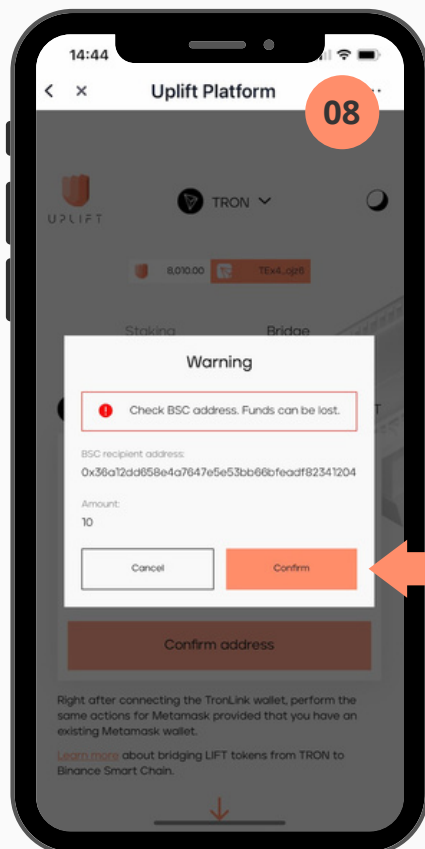 14:44
Uplift Platform
08
UPLIFT
TRON
8,010.00
TEx4...ojz6
Staking
Bridge
Warning
Check BSC address. Funds can be lost.
BSC recipient address:
0x36a12dd658e4a7647e5e53bb66bfeadf82341204
Amount:
10
Cancel
Confirm
T
Confirm address
Right after connecting the TronLink wallet, perform the
same actions for Metamask provided that you have an
existing Metamask wallet.
Learn more about bridging LIFT tokens from TRON to
Binance Smart Chain.